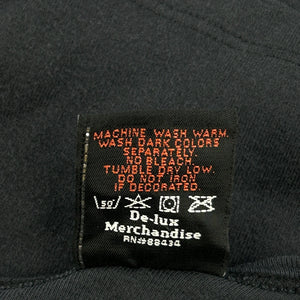 MACHINE WASH WARM.
WASH DARK COLORS
SEPARATELY.
NO BLEACH.
TUMBLE DRY LOW.
DO NOT IRON
IF DECORATED.
50°
De-lux
Merchandise
RN#88434